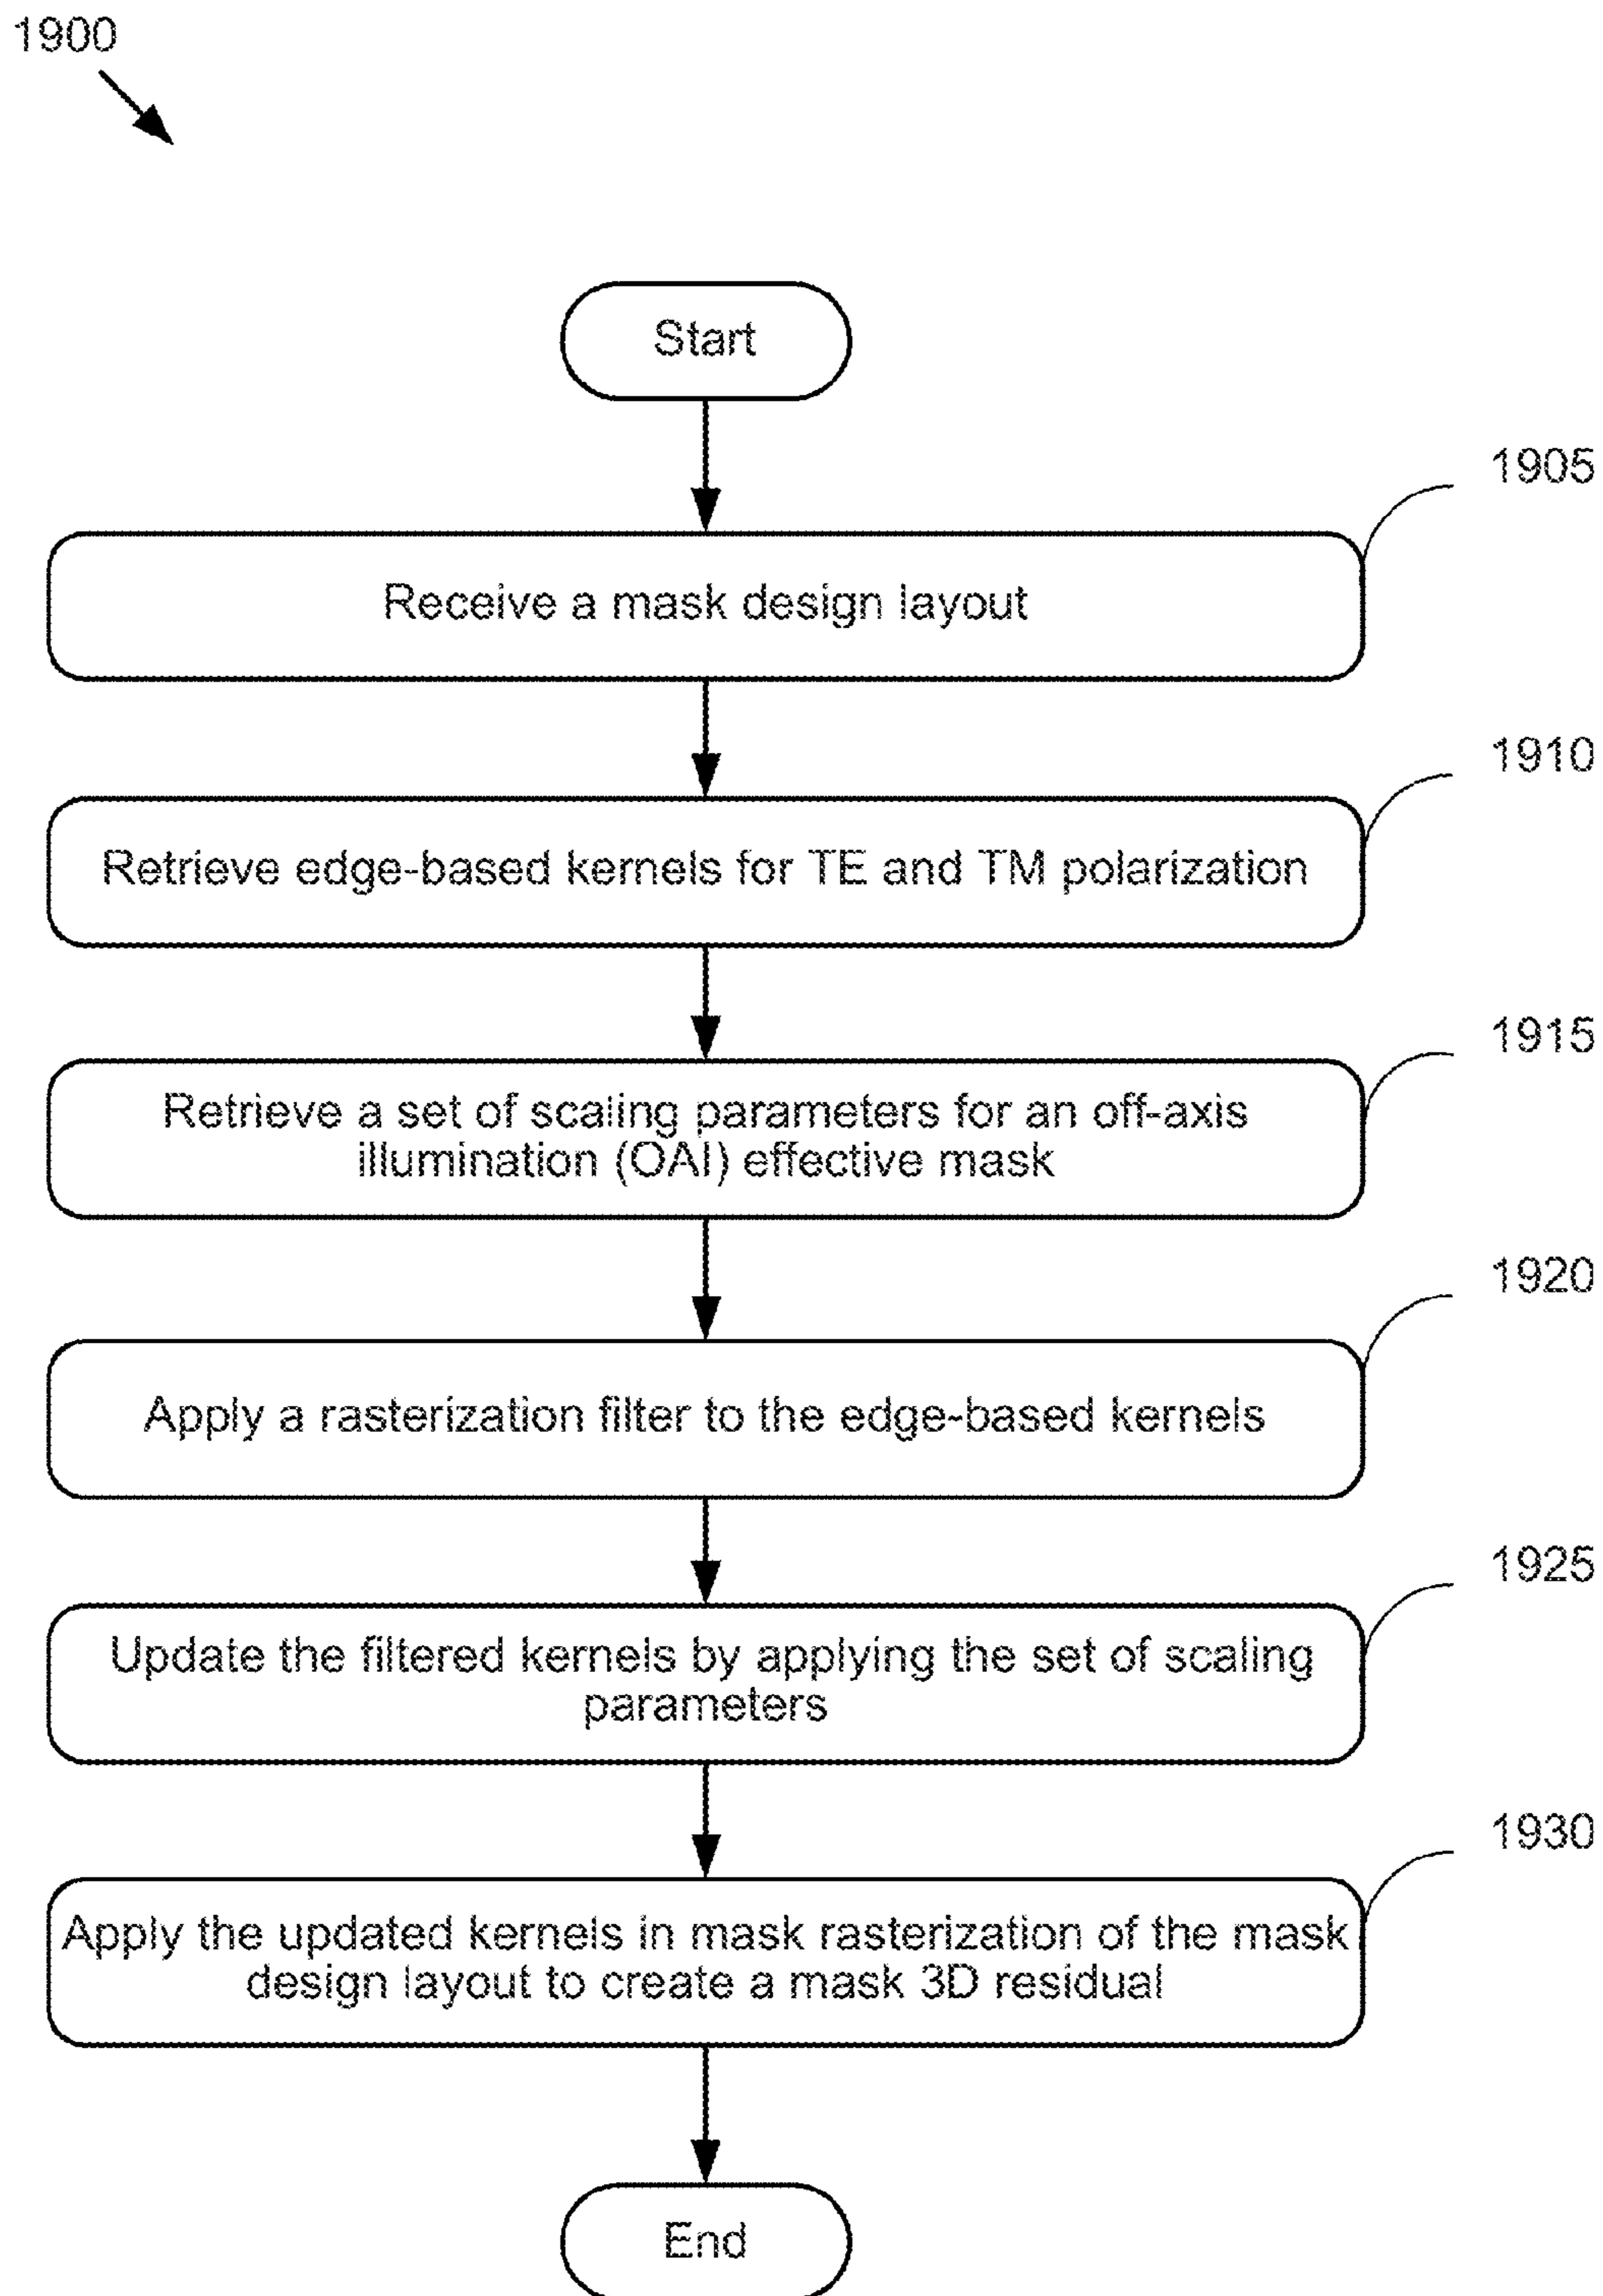 1900
Start
1905
Receive a mask design layout
1910
Retrieve edge-based kernels for TE and TM polarization
1915
Retrieve a set of scaling parameters for an off-axis
illumination (OAI) effective mask
1920
Apply a rasterization filter to the edge-based kernels
1925
Update the filtered kernels by applying the set of scaling
parameters
1930
Apply the updated kernels in mask rasterization of the mask
design layout to create a mask 3D residual
End